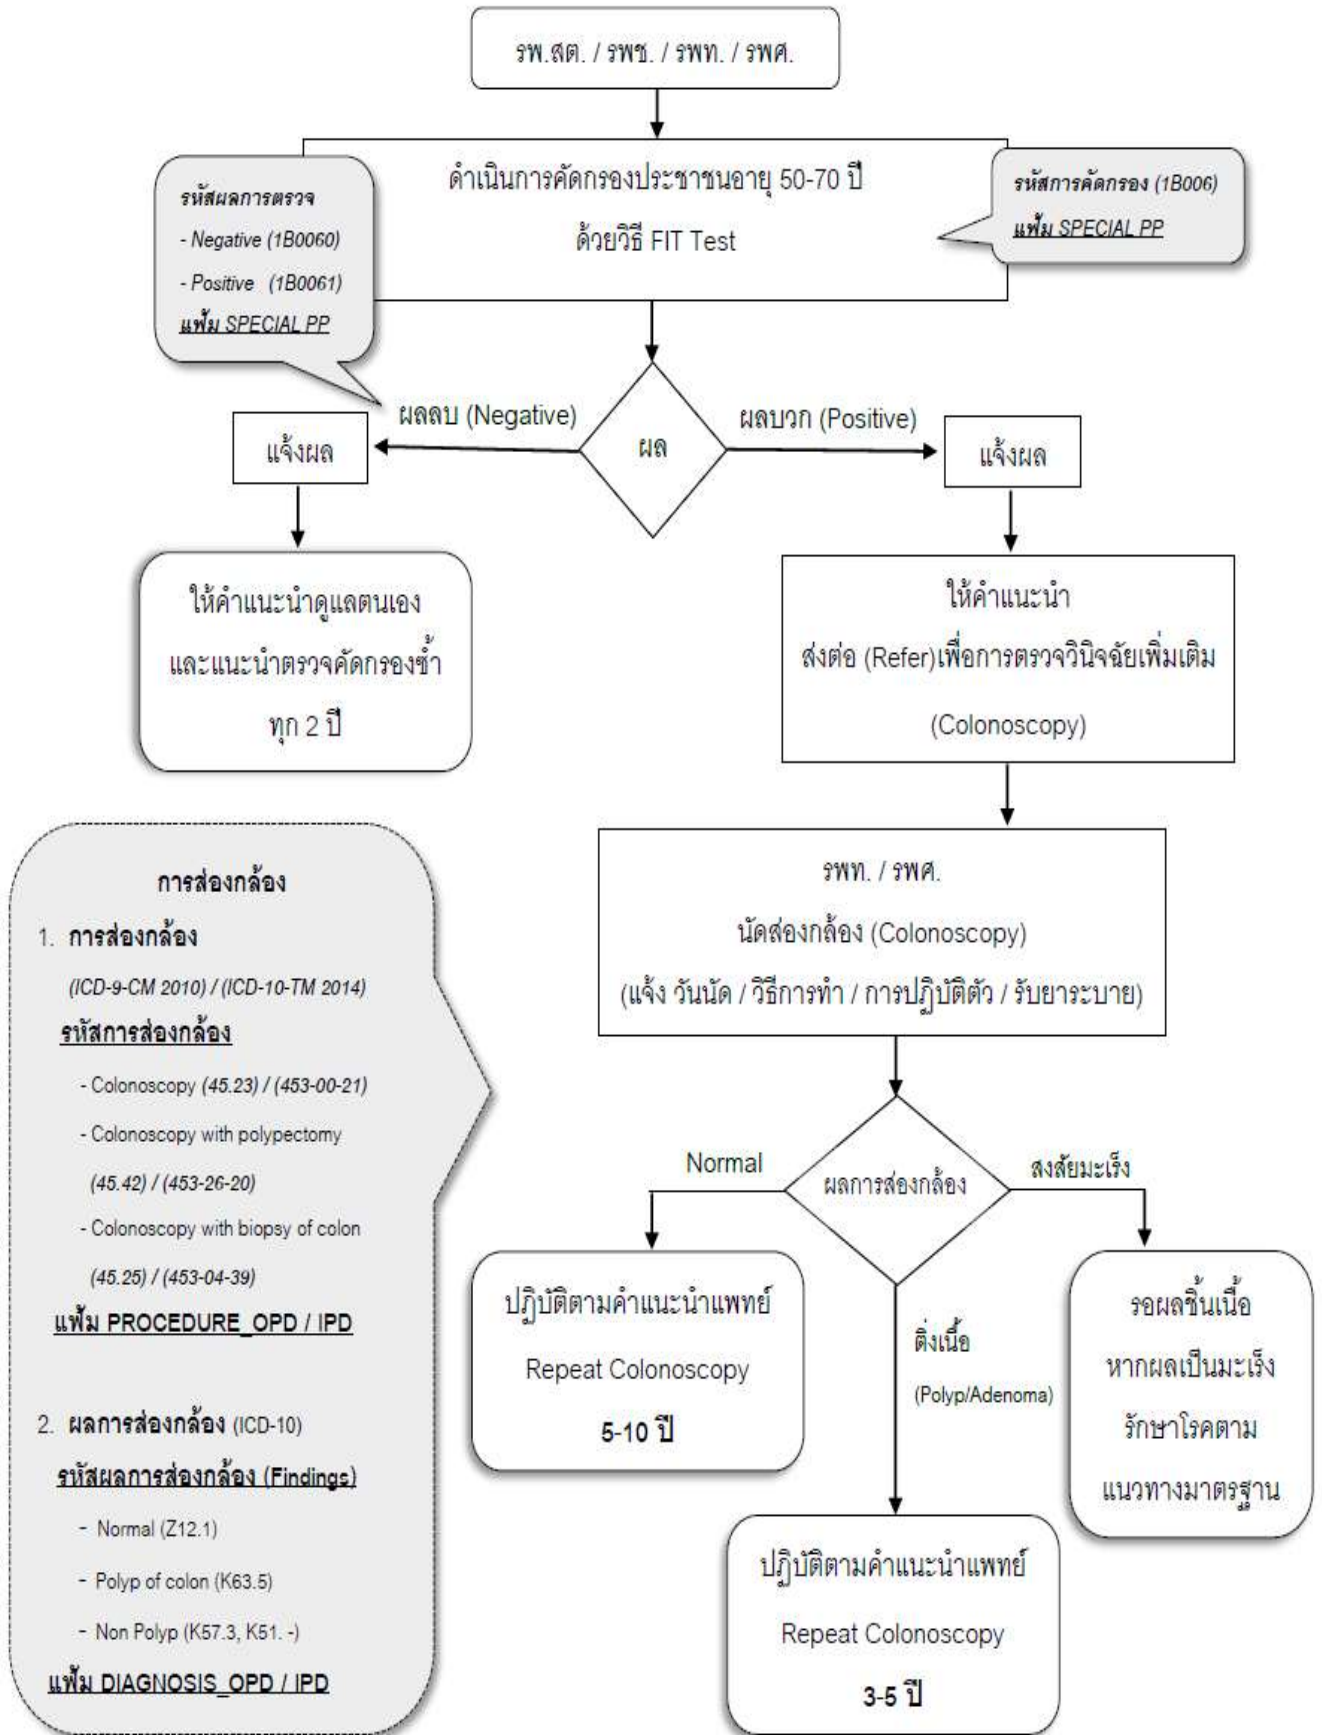 รพ.สต. / รพช. / รพท. / รพศ.
ดำเนินการคัดกรองประชาชนอายุ 50-70 ปี
ด้วยวิธี FIT Test
รหัสผลการตรวจ
- Negative (1B0060)
- Positive (1B0061)
แฟ้ม SPECIAL PP
รหัสการคัดกรอง (1B006)
แฟ้ม SPECIAL PP
ผลลบ (Negative)
ผล
ผลบวก (Positive)
แจ้งผล
แจ้งผล
ให้คำแนะนำดูแลตนเอง
และแนะนำตรวจคัดกรองซ้ำ
ทุก 2 ปี
ให้คำแนะนำ
ส่งต่อ (Refer)เพื่อการตรวจวินิจฉัยเพิ่มเติม
(Colonoscopy)
รพท. / รพศ.
นัดส่องกล้อง (Colonoscopy)
(แจ้ง วันนัด / วิธีการทำ / การปฏิบัติตัว / รับยาระบาย)
การส่องกล้อง
1. การส่องกล้อง
(ICD-9-CM 2010) / (ICD-10-TM 2014)
รหัสการส่องกล้อง
- Colonoscopy (45.23) / (453-00-21)
- Colonoscopy with polypectomy
(45.42) / (453-26-20)
- Colonoscopy with biopsy of colon
(45.25) / (453-04-39)
แฟ้ม PROCEDURE_OPD / IPD
2. ผลการส่องกล้อง (ICD-10)
รหัสผลการส่องกล้อง (Findings)
- Normal (Z12.1)
- Polyp of colon (K63.5)
- Non Polyp (K57.3, K51. -)
แฟ้ม DIAGNOSIS_OPD / IPD
Normal
ผลการส่องกล้อง
สงสัยมะเร็ง
ปฏิบัติตามคำแนะนำแพทย์
Repeat Colonoscopy
5-10 ปี
ติ่งเนื้อ
(Polyp/Adenoma)
รอผลชิ้นเนื้อ
หากผลเป็นมะเร็ง
รักษาโรคตาม
แนวทางมาตรฐาน
ปฏิบัติตามคำแนะนำแพทย์
Repeat Colonoscopy
3-5 ปี